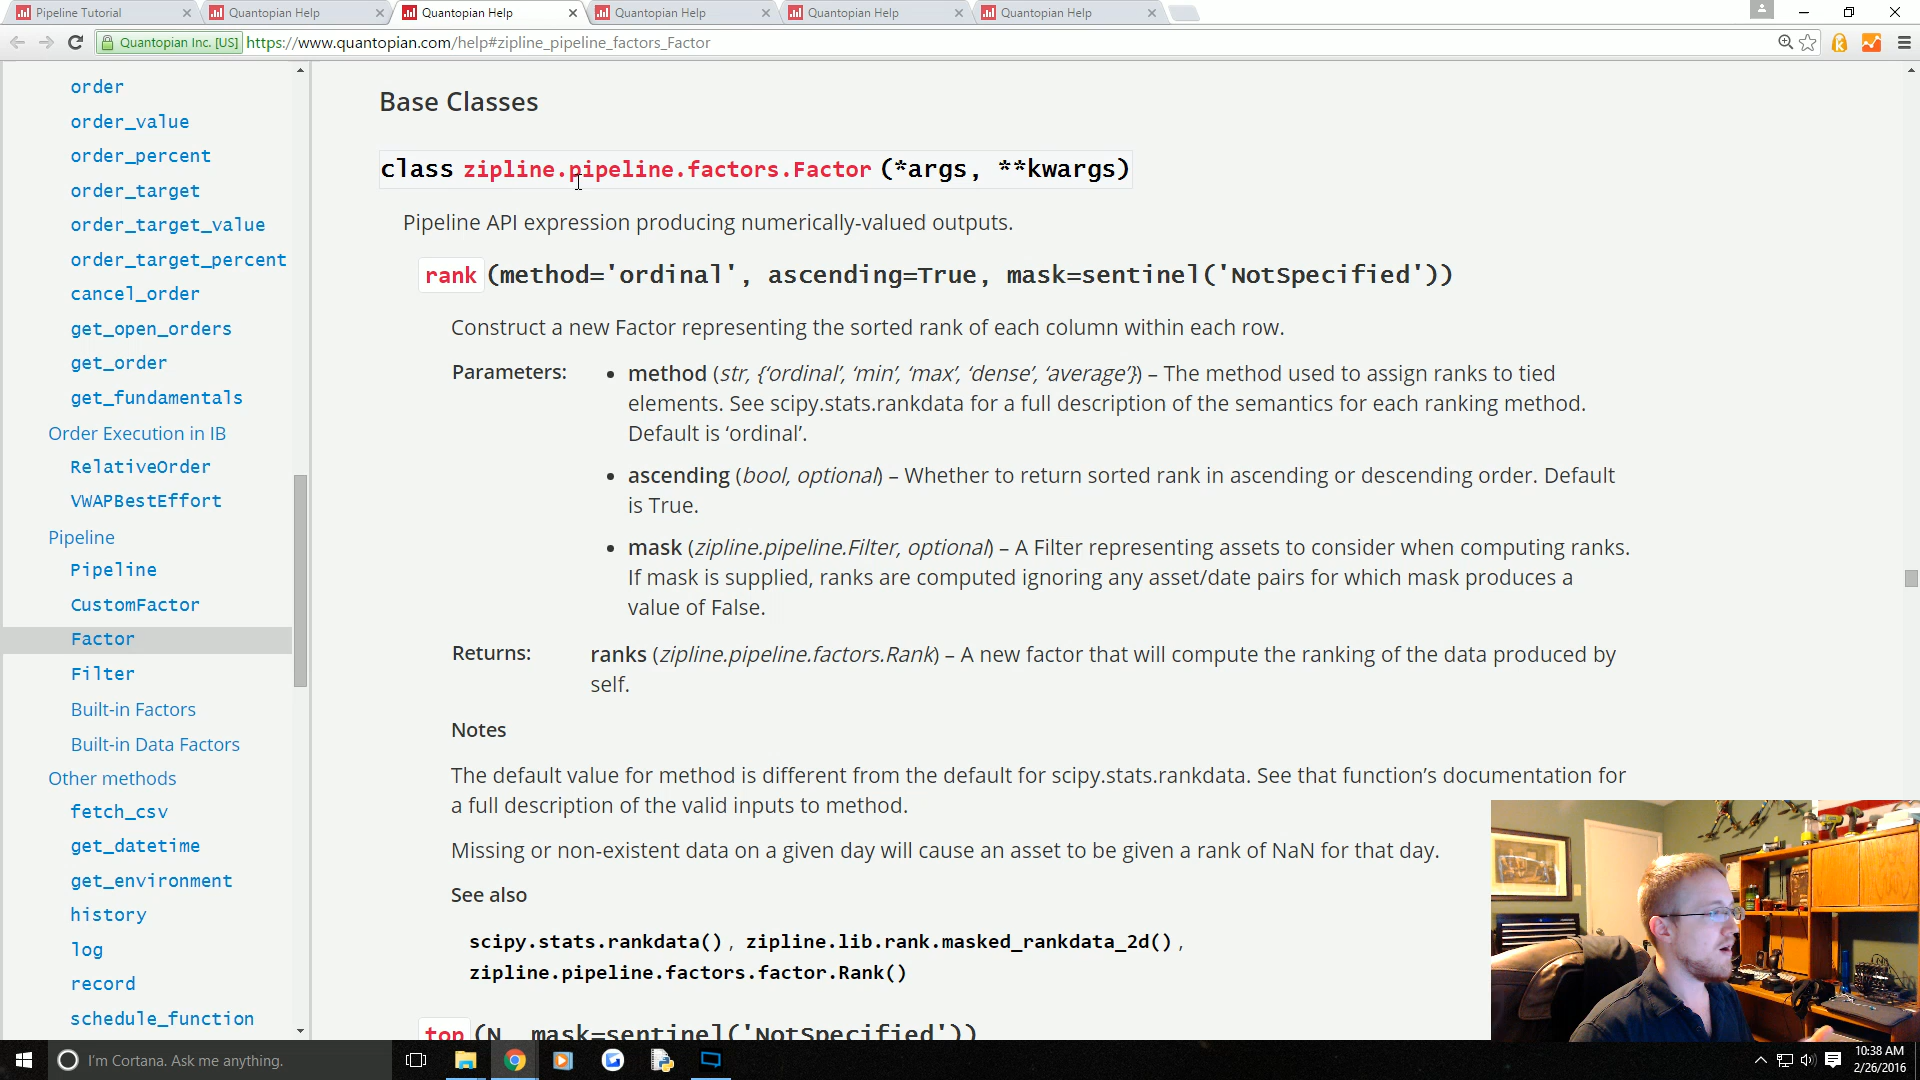 Pipeline Tutorial
Quantopian Help
Quantopian Help
Quantopian Help
Quantopian Help
Quantopian Help
Quantopian Inc. [US]
https://www.quantopian.com/help#zipline_pipeline_factors_Factor
order
order_value
order_percent
order_target
order_target_value
order_target_percent
cancel_order
get_open_orders
get_order
get_fundamentals
Order Execution in IB
RelativeOrder
VWAPBestEffort
Pipeline
Pipeline
CustomFactor
Factor
Filter
Built-in Factors
Built-in Data Factors
Other methods
fetch_csv
get_datetime
get_environment
history
log
record
schedule_function
Base Classes
class zipline.pipeline.factors.Factor (*args, **kwargs)
Pipeline API expression producing numerically-valued outputs.
rank (method='ordinal', ascending=True, mask=sentinel('NotSpecified'))
Construct a new Factor representing the sorted rank of each column within each row.
Parameters:
• method (str, {‘ordinal’, ‘min’, ‘max’, ‘dense’, ‘average’}) – The method used to assign ranks to tied
elements. See scipy.stats.rankdata for a full description of the semantics for each ranking method.
Default is ‘ordinal’.
• ascending (bool, optional) – Whether to return sorted rank in ascending or descending order. Default
is True.
• mask (zipline.pipeline.Filter, optional) – A Filter representing assets to consider when computing ranks.
If mask is supplied, ranks are computed ignoring any asset/date pairs for which mask produces a
value of False.
Returns:
ranks (zipline.pipeline.factors.Rank) – A new factor that will compute the ranking of the data produced by
self.
Notes
The default value for method is different from the default for scipy.stats.rankdata. See that function’s documentation for
a full description of the valid inputs to method.
Missing or non-existent data on a given day will cause an asset to be given a rank of NaN for that day.
See also
scipy.stats.rankdata() , zipline.lib.rank.masked_rankdata_2d() ,
zipline.pipeline.factors.factor.Rank()
top (N, mask=sentinel('NotSpecified'))
I'm Cortana. Ask me anything.
10:38 AM
2/26/2016